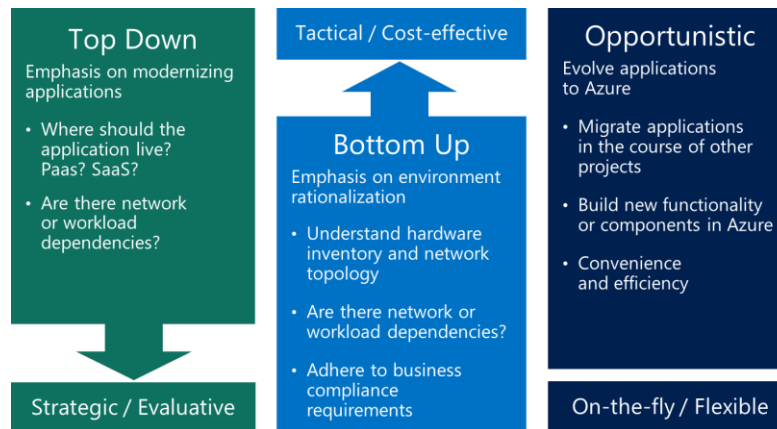 Top Down
Emphasis on modernizing
applications
• Where should the
application live?
Paas? SaaS?
• Are there network
or workload
dependencies?
Strategic / Evaluative
Tactical / Cost-effective
Bottom Up
Emphasis on environment
rationalization
• Understand hardware
inventory and network
topology
• Are there network or
workload dependencies?
• Adhere to business
compliance
requirements
Opportunistic
Evolve applications
to Azure
• Migrate applications
in the course of other
projects
• Build new functionality
or components in Azure
• Convenience
and efficiency
On-the-fly / Flexible